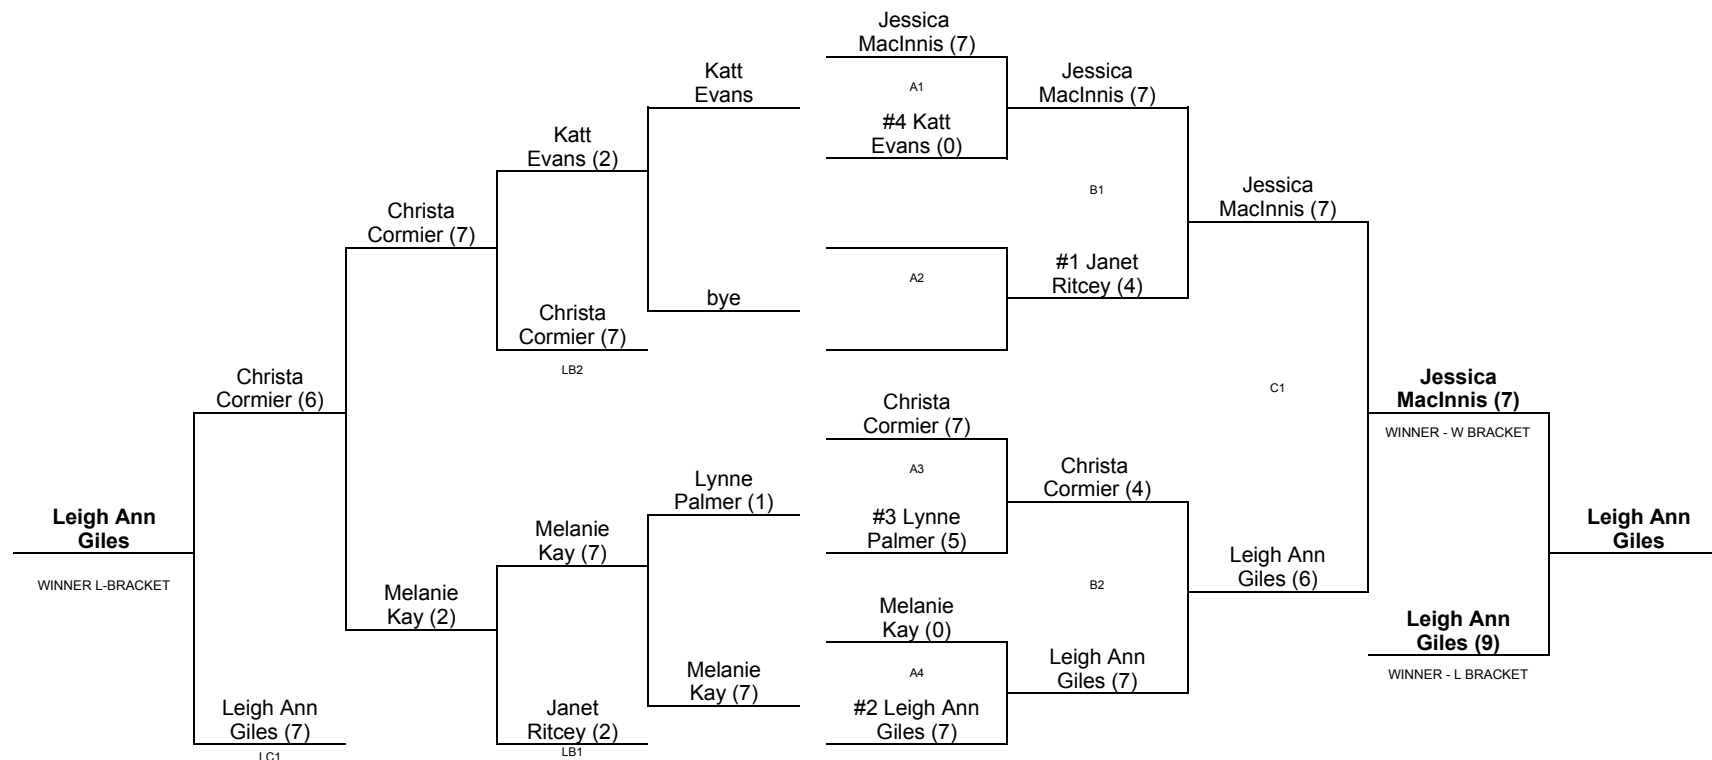 Jessica
MacInnis (7)
Katt
Evans
A1
Jessica
MacInnis (7)
#4 Katt
Evans (0)
Katt
Evans (2)
B1
Jessica
MacInnis (7)
Christa
Cormier (7)
A2
#1 Janet
Ritcey (4)
bye
Christa
Cormier (7)
LB2
Christa
Cormier (6)
C1
Jessica
MacInnis (7)
WINNER - W BRACKET
Christa
Cormier (7)
A3
Christa
Cormier (4)
Lynne
Palmer (1)
#3 Lynne
Palmer (5)
Leigh Ann
Giles
WINNER L-BRACKET
Melanie
Kay (7)
Leigh Ann
Giles
Leigh Ann
Giles (6)
B2
Melanie
Kay (2)
Melanie
Kay (0)
Leigh Ann
Giles (9)
WINNER - L BRACKET
A4
Leigh Ann
Giles (7)
Melanie
Kay (7)
Leigh Ann
Giles (7)
LC1
Janet
Ritcey (2)
LB1
#2 Leigh Ann
Giles (7)